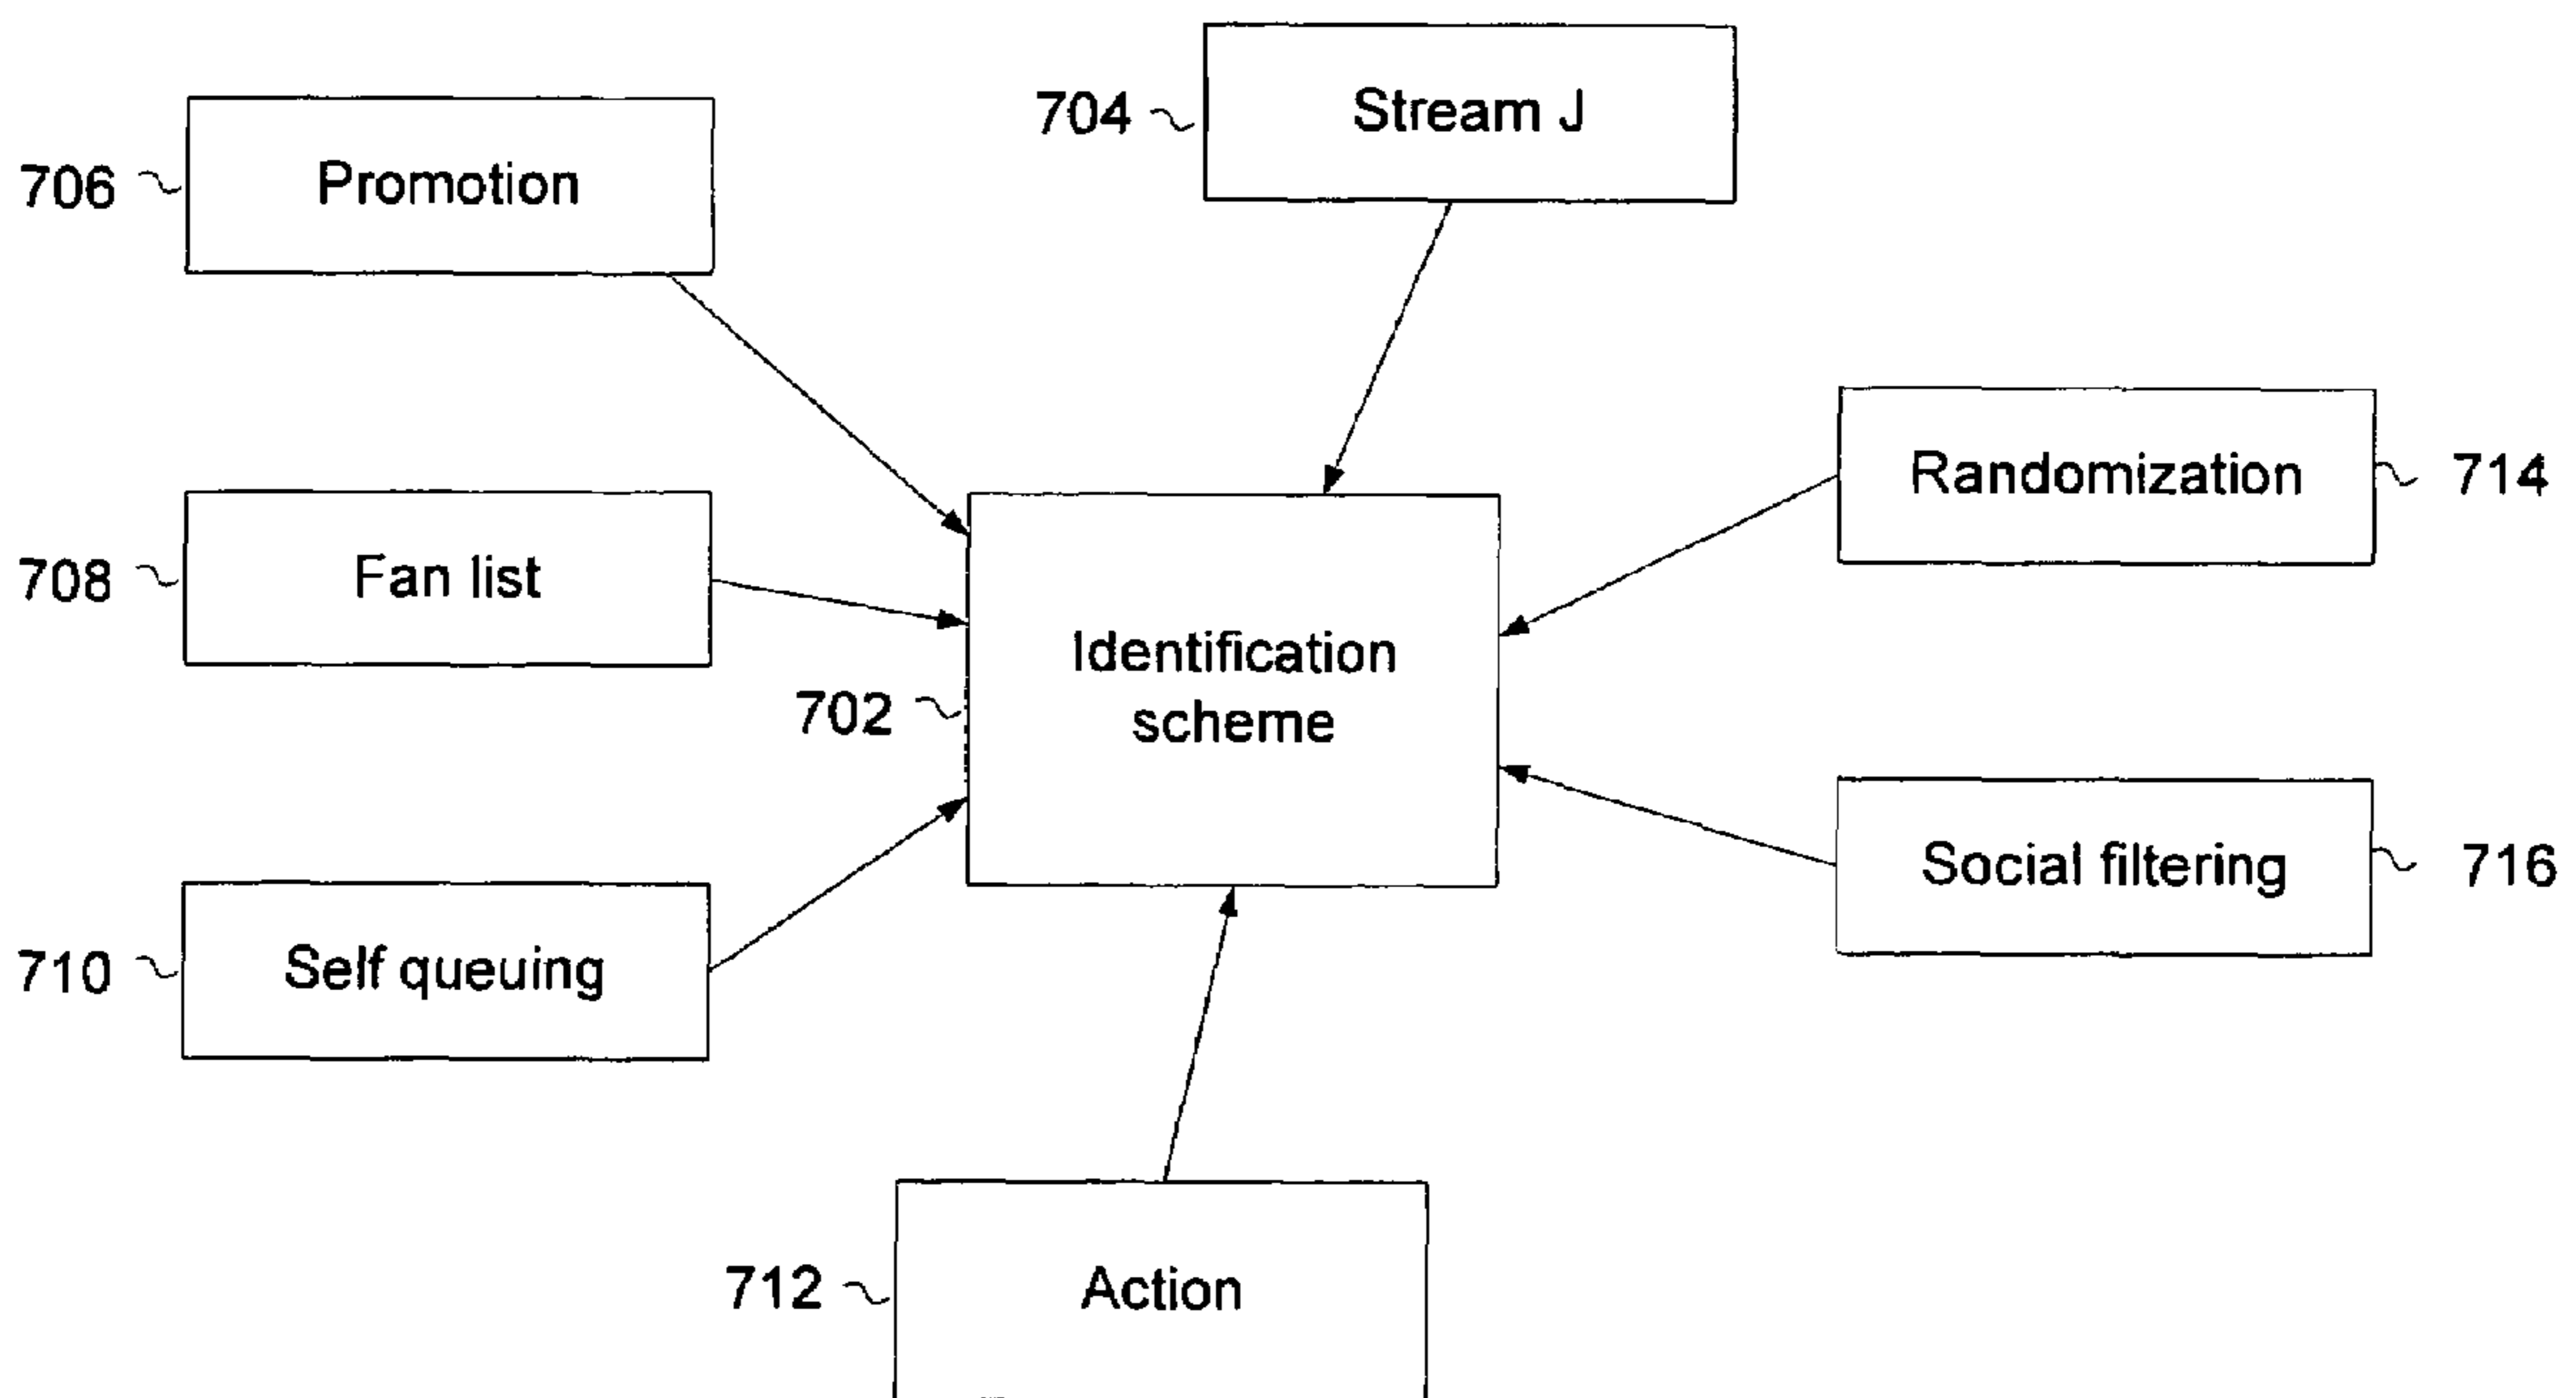 704
Stream J
706
Promotion
714
Randomization
708
Fan list
Identification
scheme
702
716
Social filtering
710
Self queuing
712
Action